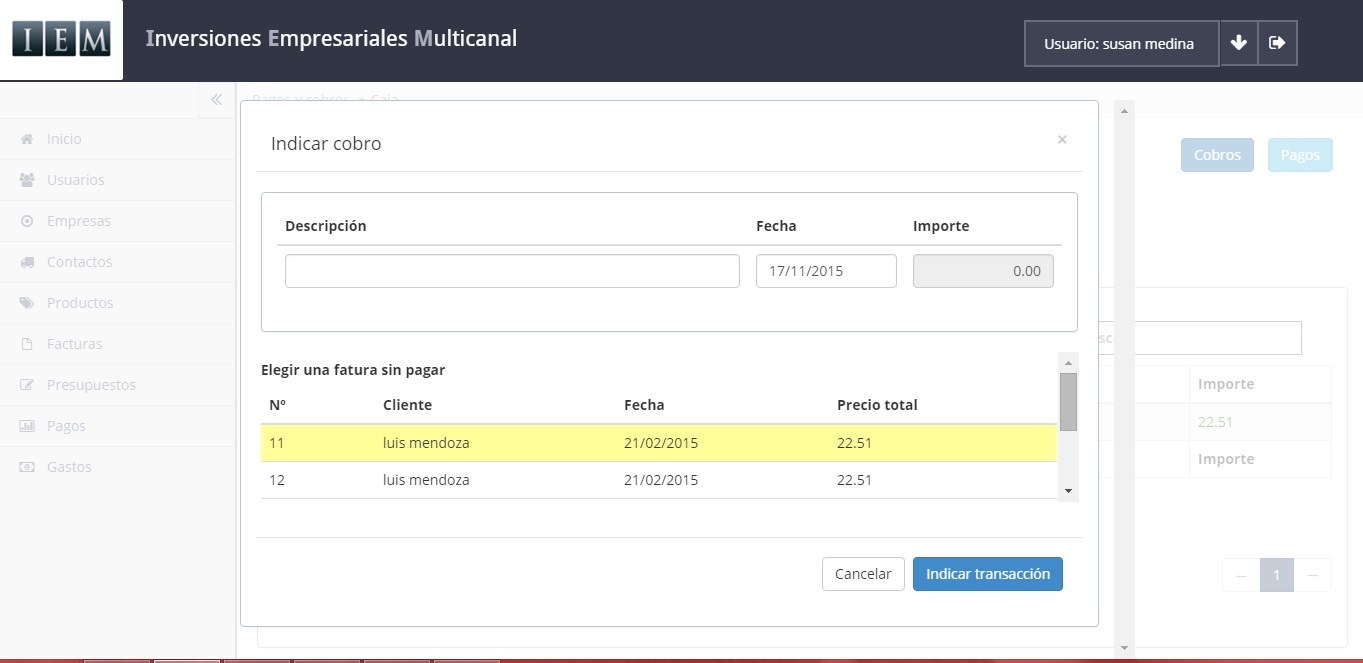 IEM
Inversiones Empresariales Multicanal
Usuario: susan medina
Pagos y cobros » Caja
Inicio
Usuarios
Empresas
Contactos
Productos
Facturas
Presupuestos
Pagos
Gastos
Indicar cobro
×
Descripción Fecha Importe
17/11/2015 0.00
Elegir una fatura sin pagar
Nº Cliente Fecha Precio total
11 luis mendoza 21/02/2015 22.51
12 luis mendoza 21/02/2015 22.51
Cancelar Indicar transacción
Cobros Pagos
Importe
22.51
Importe
← 1 →